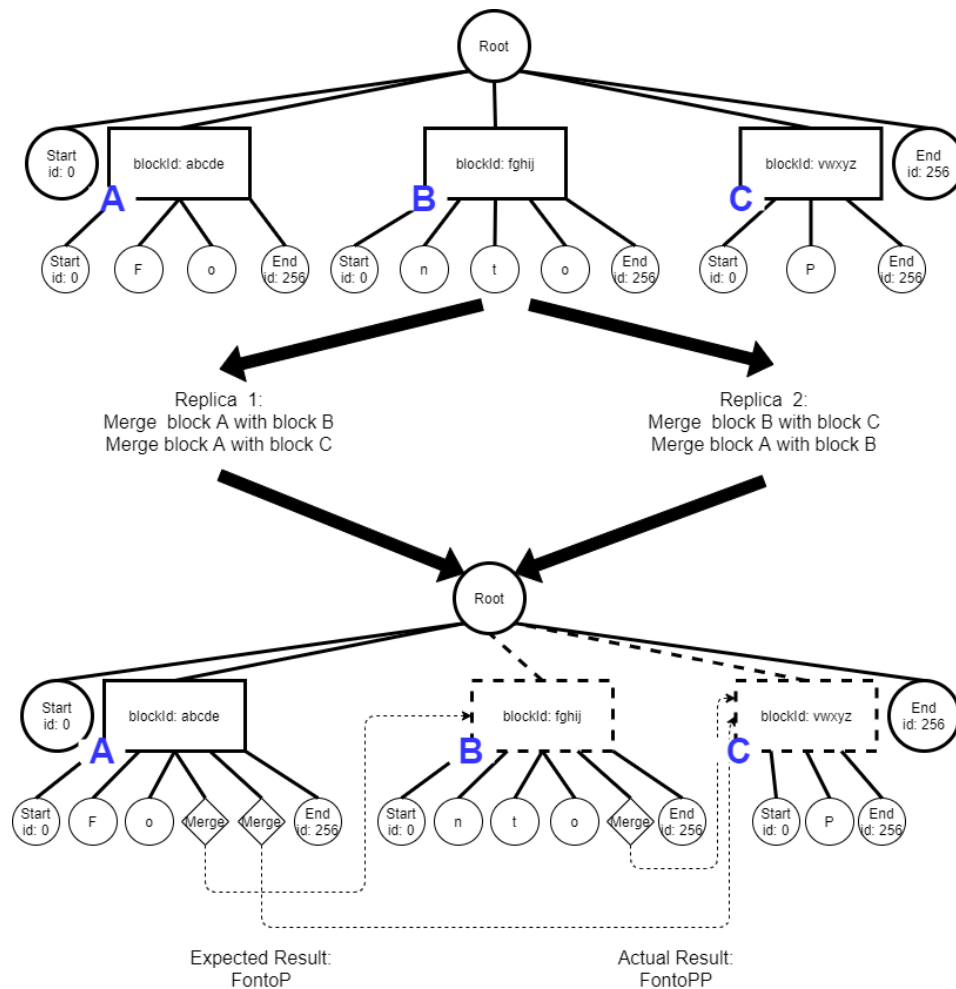 Root
Start
id: 0
blockId: abcde
blockId: fghij
blockId: vwxyz
End
id: 256
A
B
C
Start
id: 0
F
o
End
id: 256
Start
id: 0
n
t
o
End
id: 256
Start
id: 0
P
End
id: 256
Replica 1:
Merge block A with block B
Merge block A with block C
Replica 2:
Merge block B with block C
Merge block A with block B
Root
Start
id: 0
blockId: abcde
blockId: fghij
blockId: vwxyz
End
id: 256
A
B
C
Start
id: 0
F
o
Merge
Merge
End
id: 256
Start
id: 0
n
t
o
Merge
End
id: 256
Start
id: 0
P
End
id: 256
Expected Result:
FontoP
Actual Result:
FontoPP